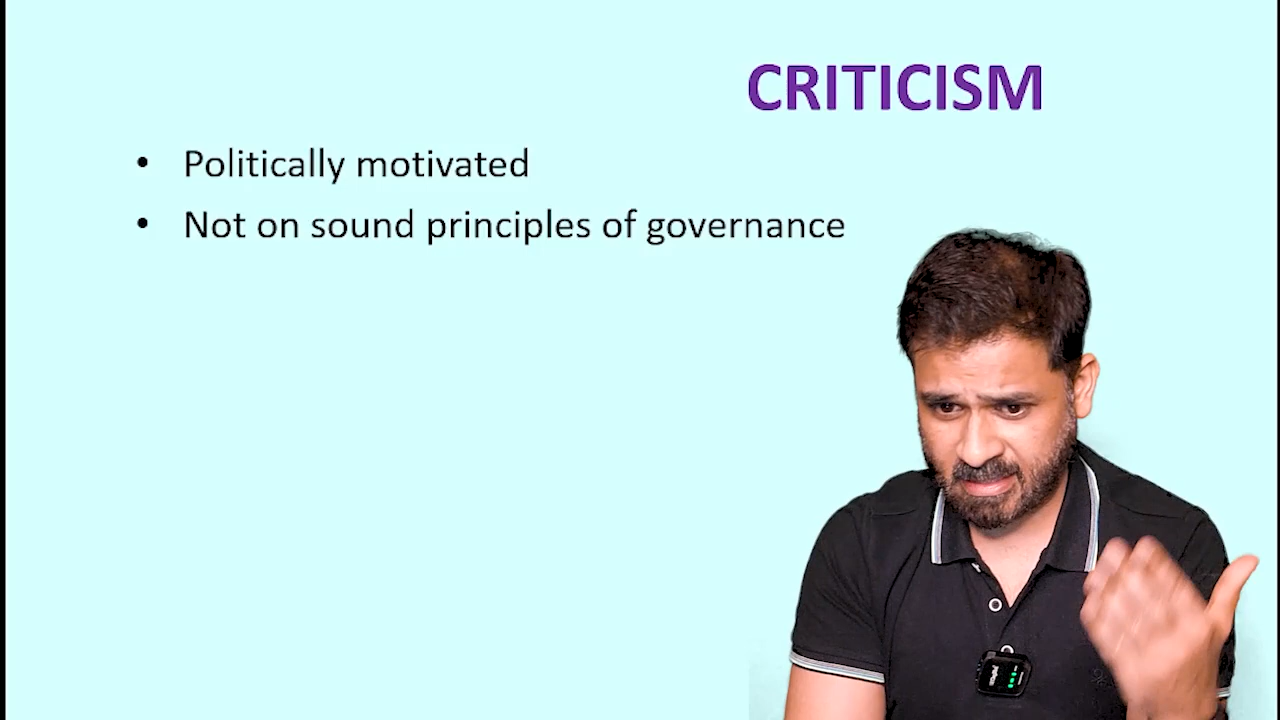 CRITICISM
• Politically motivated
• Not on sound principles of governance